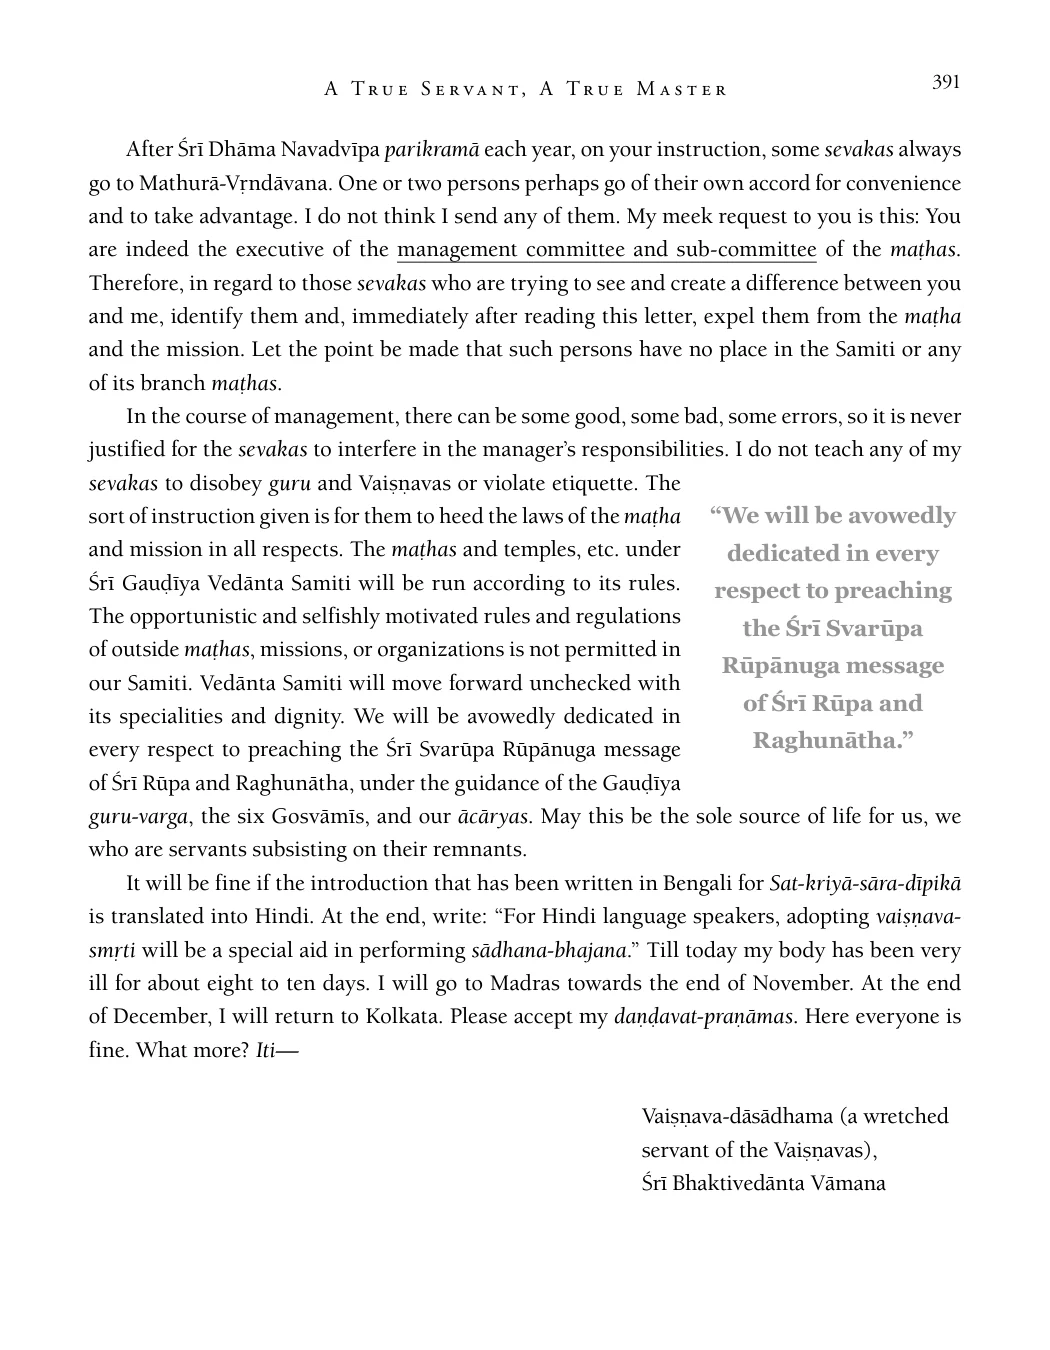 A True Servant, A True Master
391
After Śrī Dhāma Navadvīpa parikramā each year, on your instruction, some sevakas always
go to Mathurā-Vṛndāvana. One or two persons perhaps go of their own accord for convenience
and to take advantage. I do not think I send any of them. My meek request to you is this: You
are indeed the executive of the management committee and sub-committee of the maṭhas.
Therefore, in regard to those sevakas who are trying to see and create a difference between you
and me, identify them and, immediately after reading this letter, expel them from the maṭha
and the mission. Let the point be made that such persons have no place in the Samiti or any
of its branch maṭhas.
In the course of management, there can be some good, some bad, some errors, so it is never
justified for the sevakas to interfere in the manager’s responsibilities. I do not teach any of my
sevakas to disobey guru and Vaiṣṇavas or violate etiquette. The
sort of instruction given is for them to heed the laws of the maṭha
and mission in all respects. The maṭhas and temples, etc. under
Śrī Gauḍīya Vedānta Samiti will be run according to its rules.
The opportunistic and selfishly motivated rules and regulations
of outside maṭhas, missions, or organizations is not permitted in
our Samiti. Vedānta Samiti will move forward unchecked with
its specialities and dignity. We will be avowedly dedicated in
every respect to preaching the Śrī Svarūpa Rūpānuga message
of Śrī Rūpa and Raghunātha, under the guidance of the Gauḍīya
guru-varga, the six Gosvāmīs, and our ācāryas. May this be the sole source of life for us, we
who are servants subsisting on their remnants.
“We will be avowedly
dedicated in every
respect to preaching
the Śrī Svarūpa
Rūpānuga message
of Śrī Rūpa and
Raghunātha.”
It will be fine if the introduction that has been written in Bengali for Sat-kriyā-sāra-dīpikā
is translated into Hindi. At the end, write: “For Hindi language speakers, adopting vaiṣṇava-
smṛti will be a special aid in performing sādhana-bhajana.” Till today my body has been very
ill for about eight to ten days. I will go to Madras towards the end of November. At the end
of December, I will return to Kolkata. Please accept my daṇḍavat-praṇāmas. Here everyone is
fine. What more? Iti—
Vaiṣṇava-dāsādhama (a wretched
servant of the Vaiṣṇavas),
Śrī Bhaktivedānta Vāmana